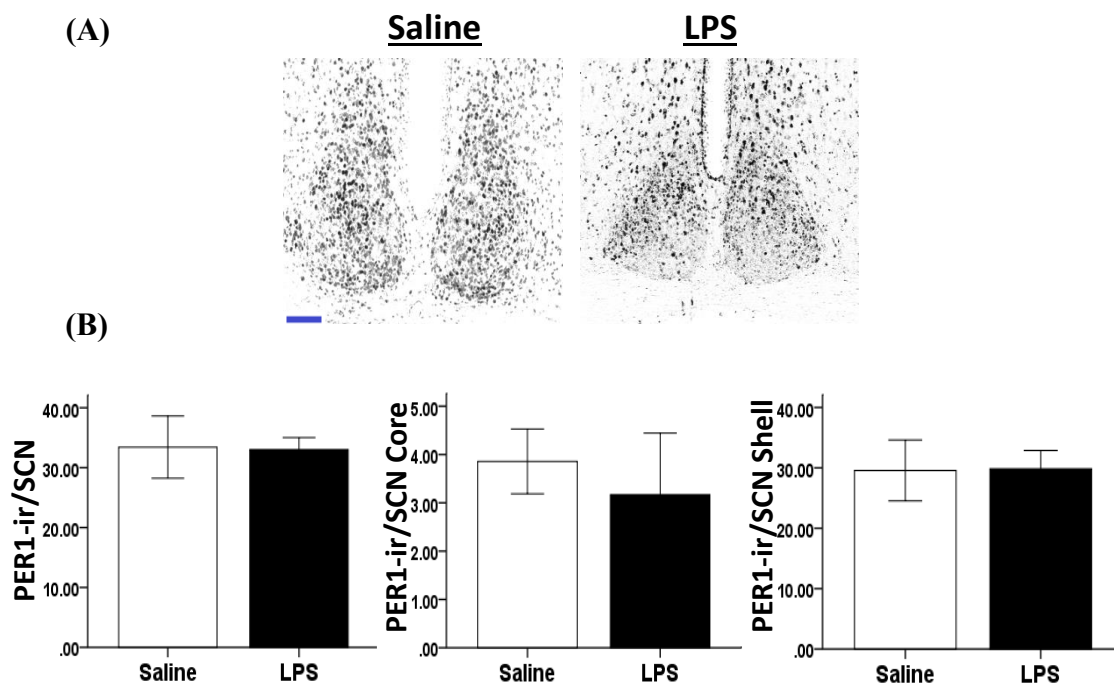 (A)
Saline LPS
(B)
PER1-ir/SCN
40.00
30.00
20.00
10.00
.00
Saline LPS
PER1-ir/SCN Core
5.00
4.00
3.00
2.00
1.00
.00
Saline LPS
PER1-ir/SCN Shell
40.00
30.00
20.00
10.00
.00
Saline LPS